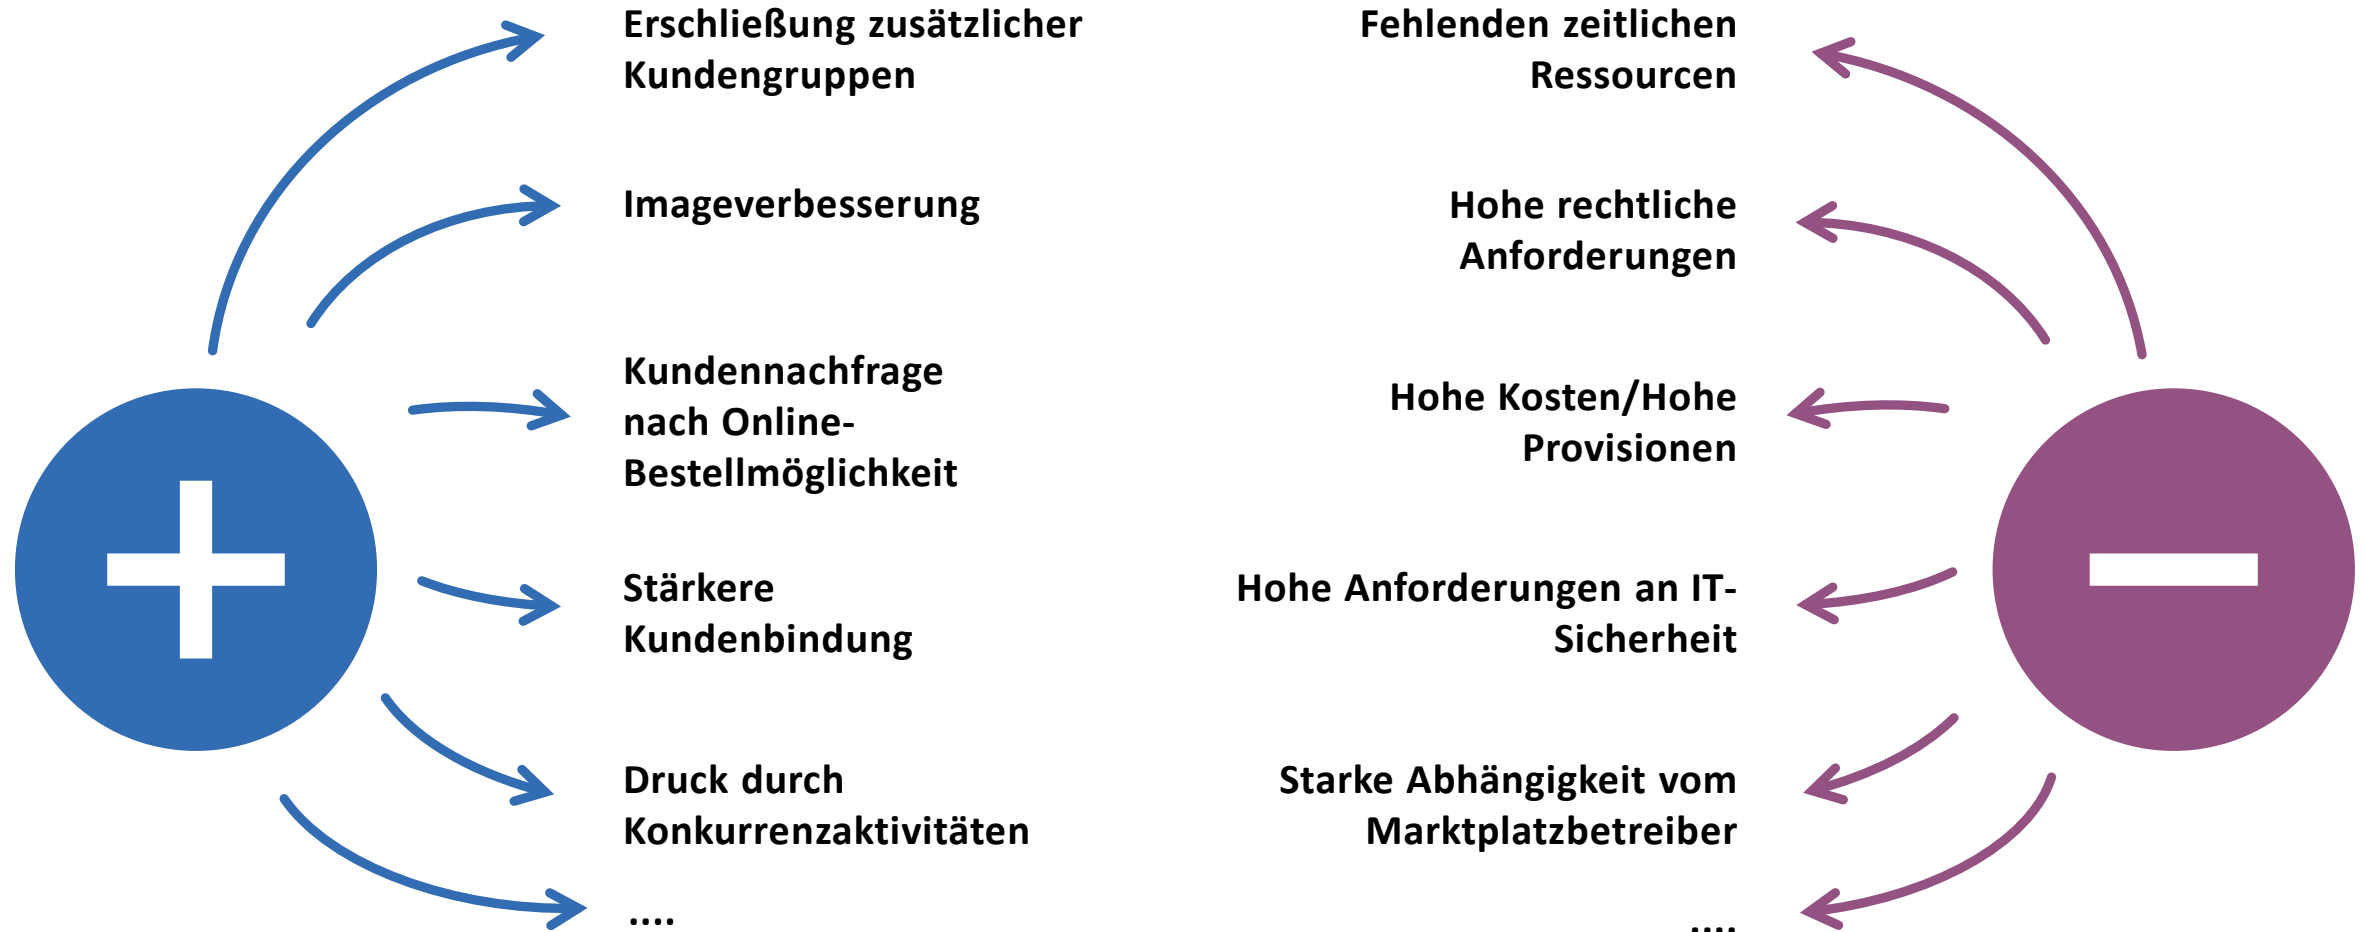 Erschließung zusätzlicher
Kundengruppen
Imageverbesserung
Kundennachfrage
nach Online-
Bestellmöglichkeit
Stärkere
Kundenbindung
Druck durch
Konkurrenzaktivitäten
....
Fehlenden zeitlichen
Ressourcen
Hohe rechtliche
Anforderungen
Hohe Kosten/Hohe
Provisionen
Hohe Anforderungen an IT-
Sicherheit
Starke Abhängigkeit vom
Marktplatzbetreiber
....